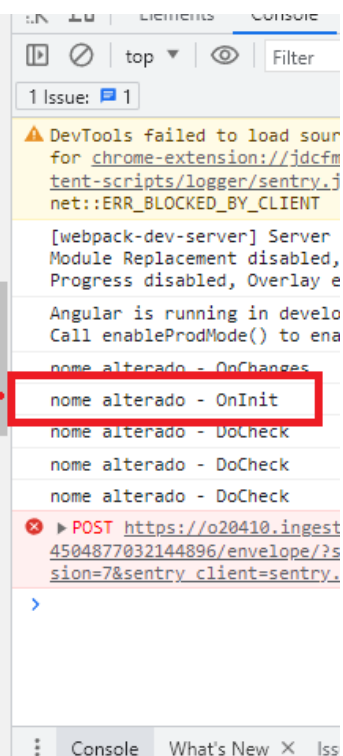 Elements Console
top Filter
1 Issue: 1
DevTools failed to load sour
for chrome-extension://jdcfm
tent-scripts/logger/sentry.j
net::ERR_BLOCKED_BY_CLIENT
[webpack-dev-server] Server
Module Replacement disabled,
Progress disabled, Overlay e
Angular is running in develo
Call enableProdMode() to ena
nome alterado - OnChanges
nome alterado - OnInit
nome alterado - DoCheck
nome alterado - DoCheck
nome alterado - DoCheck
POST https://o20410.ingest
4504877032144896/envelope/?s
sion=7&sentry_client=sentry.
Console What's New Iss